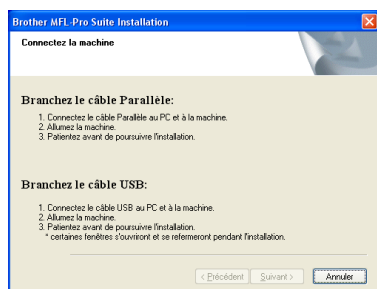 Brother MFL-Pro Suite Installation
Connectez la machine
Branchez le câble Parallèle:
1. Connectez le câble Parallèle au PC et à la machine.
2. Allumez la machine.
3. Patientez avant de poursuivre l'installation.
Branchez le câble USB:
1. Connectez le câble USB au PC et à la machine.
2. Allumez la machine.
3. Patientez avant de poursuivre l'installation.
* certaines fenêtres s'ouvriront et se refermeront pendant l'installation.
< Précédent Suivant > Annuler